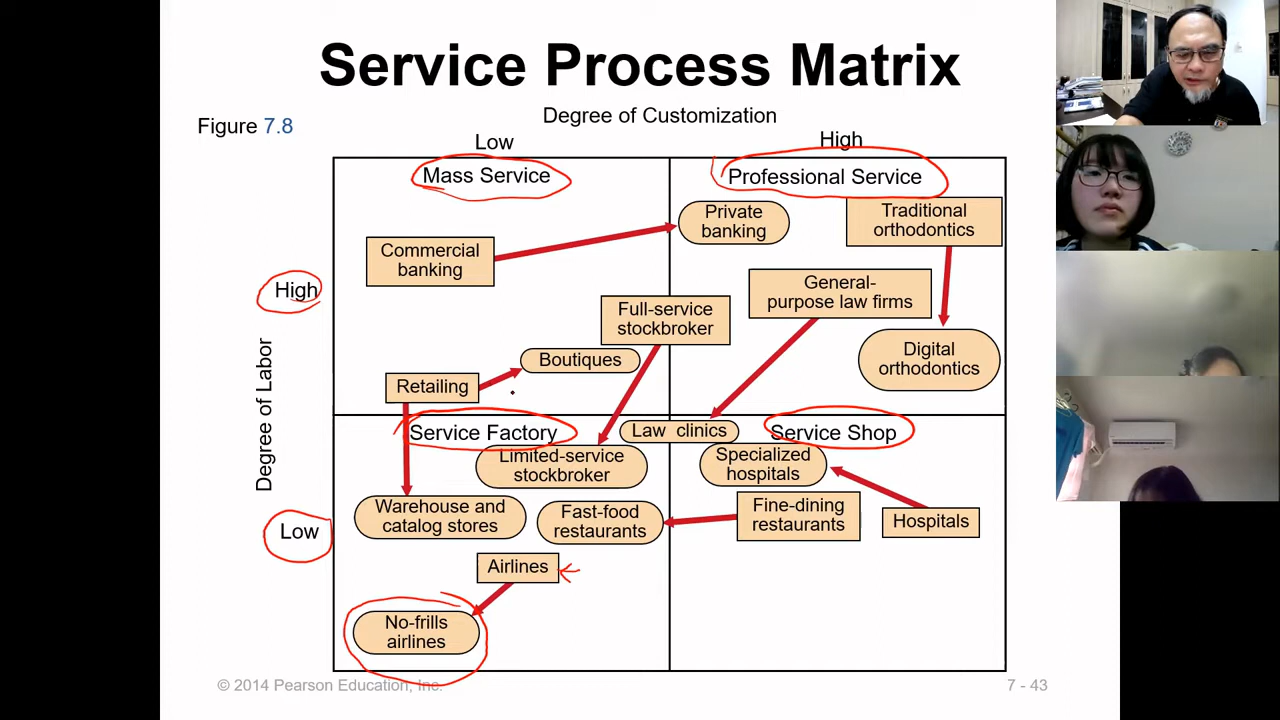 Service Process Matrix
Degree of Customization
Figure 7.8
Low
High
Mass Service
Professional Service
Private
banking
Traditional
orthodontics
Commercial
banking
High
General-
purpose law firms
Full-service
stockbroker
Digital
orthodontics
Boutiques
Retailing
Degree of Labor
Service Factory
Law clinics
Service Shop
Limited-service
stockbroker
Specialized
hospitals
Warehouse and
catalog stores
Fast-food
restaurants
Fine-dining
restaurants
Hospitals
Low
Airlines
No-frills
airlines
© 2014 Pearson Education, Inc.
7 - 43